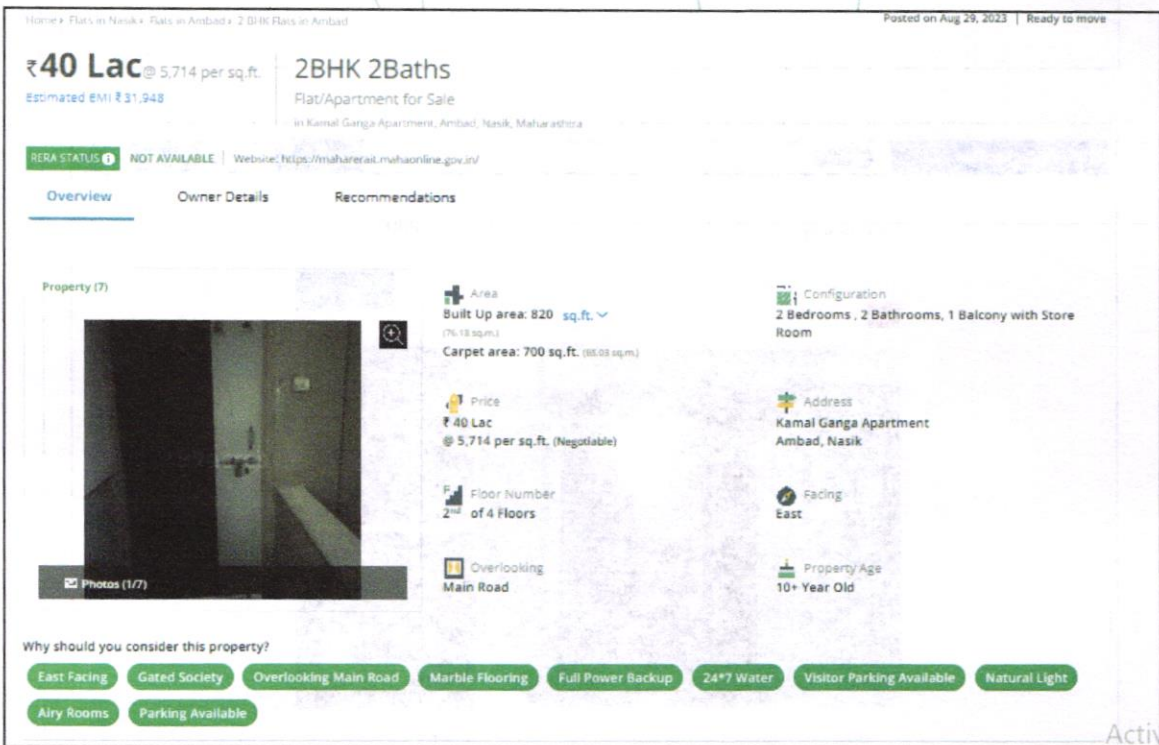 Home › Flats in Nasik › Flats in Ambad › 2 BHK Flats in Ambad
Posted on Aug 29, 2023 | Ready to move
₹40 Lac @ 5,714 per sq.ft.
Estimated EMI ₹31,948
2BHK 2Baths
Flat/Apartment for Sale
in Kamal Ganga Apartment, Ambad, Nasik, Maharashtra
RERA STATUS NOT AVAILABLE | Website: https://maharerait.mahaonline.gov.in/
Overview Owner Details Recommendations
Property (7)
Photos (1/7)
Area
Built Up area: 820 sq.ft.
(76.18 sq.m.)
Carpet area: 700 sq.ft. (65.03 sq.m.)
Configuration
2 Bedrooms , 2 Bathrooms, 1 Balcony with Store
Room
Price
₹ 40 Lac
@ 5,714 per sq.ft. (Negotiable)
Address
Kamal Ganga Apartment
Ambad, Nasik
Floor Number
2nd of 4 Floors
Facing
East
Overlooking
Main Road
Property Age
10+ Year Old
Why should you consider this property?
East Facing Gated Society Overlooking Main Road Marble Flooring Full Power Backup 24*7 Water Visitor Parking Available Natural Light
Airy Rooms Parking Available
Activ